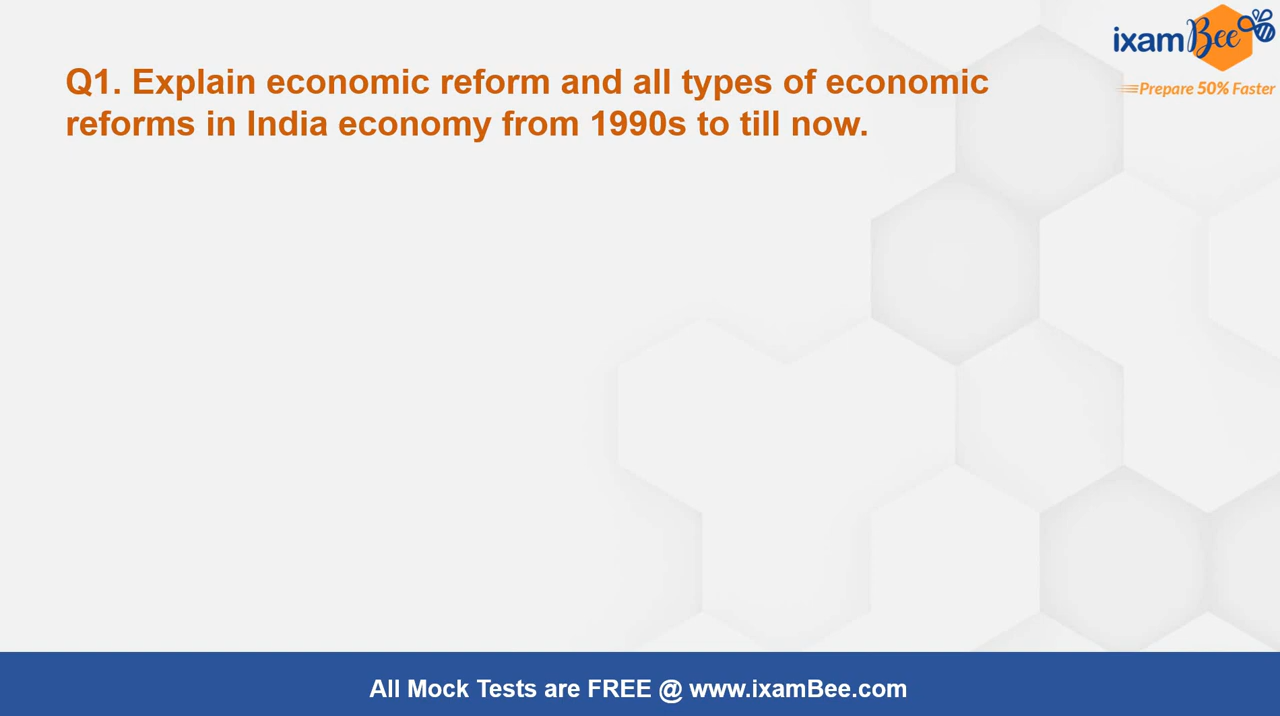 ixamBee
Prepare 50% Faster
Q1. Explain economic reform and all types of economic
reforms in India economy from 1990s to till now.
All Mock Tests are FREE @ www.ixamBee.com